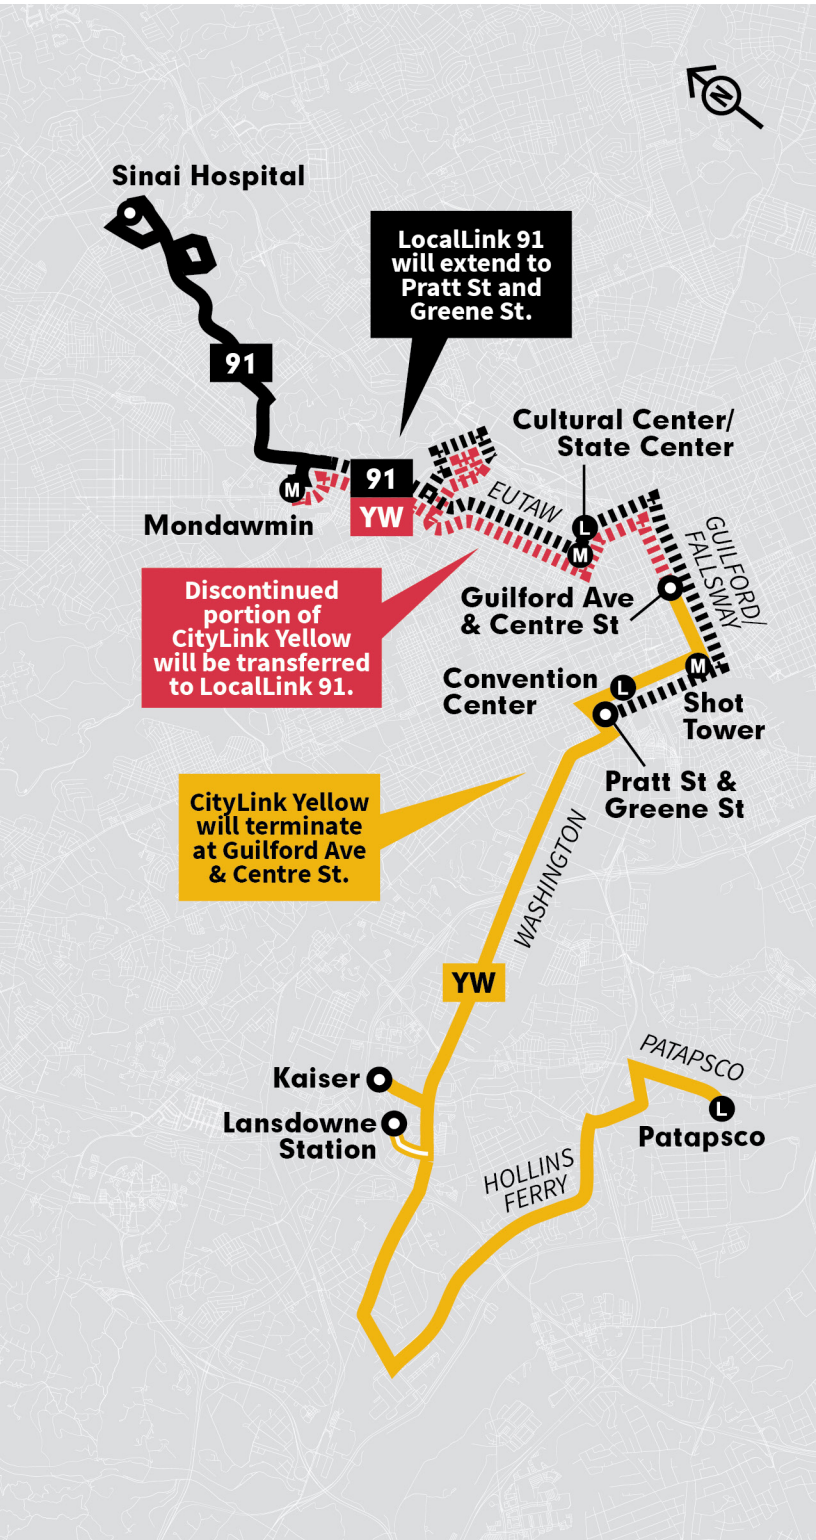 N
Sinai Hospital
LocalLink 91
will extend to
Pratt St and
Greene St.
91
Cultural Center/
State Center
91
YW
M
Mondawmin
EUTAW
L
M
GUILFORD/
FALLSWAY
Discontinued
portion of
CityLink Yellow
will be transferred
to LocalLink 91.
Guilford Ave
& Centre St
Convention
Center
L
M
Shot
Tower
Pratt St &
Greene St
CityLink Yellow
will terminate
at Guilford Ave
& Centre St.
WASHINGTON
YW
Kaiser
Lansdowne
Station
PATAPSCO
L
Patapsco
HOLLINS
FERRY